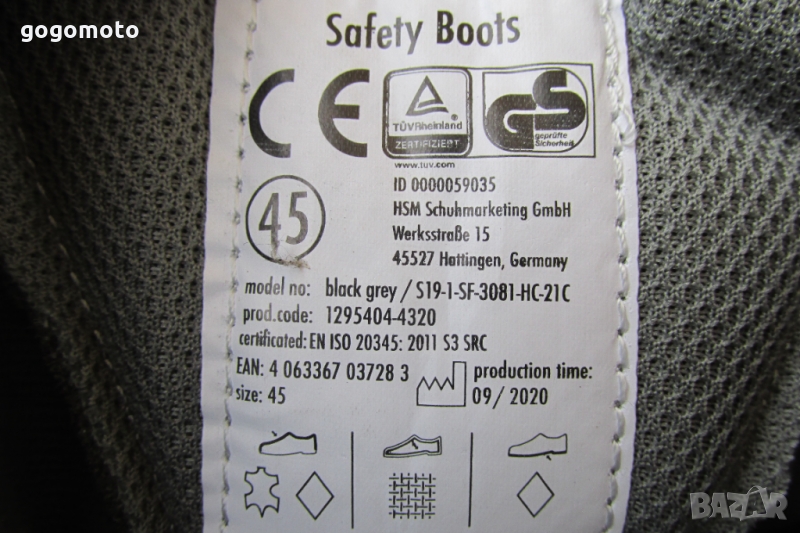 gogomoto
Safety Boots
CE
TÜVRheinland
ZERTIFIZIERT
www.tuv.com
GS
geprüfte
Sicherheit
45
ID 0000059035
HSM Schuhmarketing GmbH
Werksstraße 15
45527 Hattingen, Germany
model no: black grey / S19-1-SF-3081-HC-21C
prod.code: 1295404-4320
certificated: EN ISO 20345: 2011 S3 SRC
EAN: 4 063367 03728 3
size: 45
production time:
09/ 2020
BAZAR